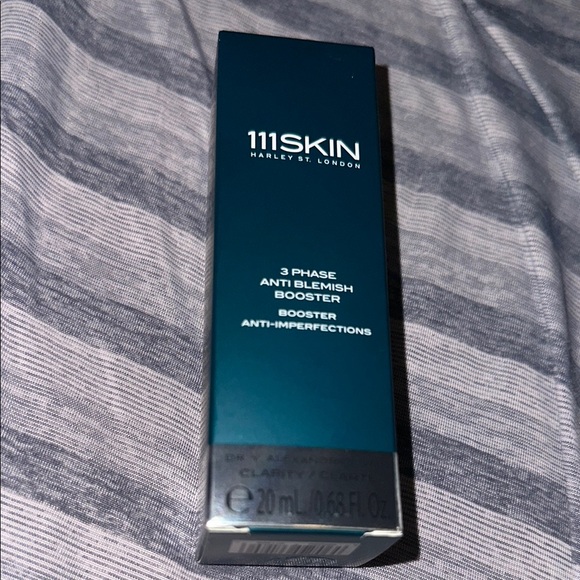 111SKIN
HARLEY ST. LONDON
3 PHASE
ANTI BLEMISH
BOOSTER
BOOSTER
ANTI-IMPERFECTIONS
CLARITY / CLARTÉ
℮ 20 mL./0.68 Fl. Oz.